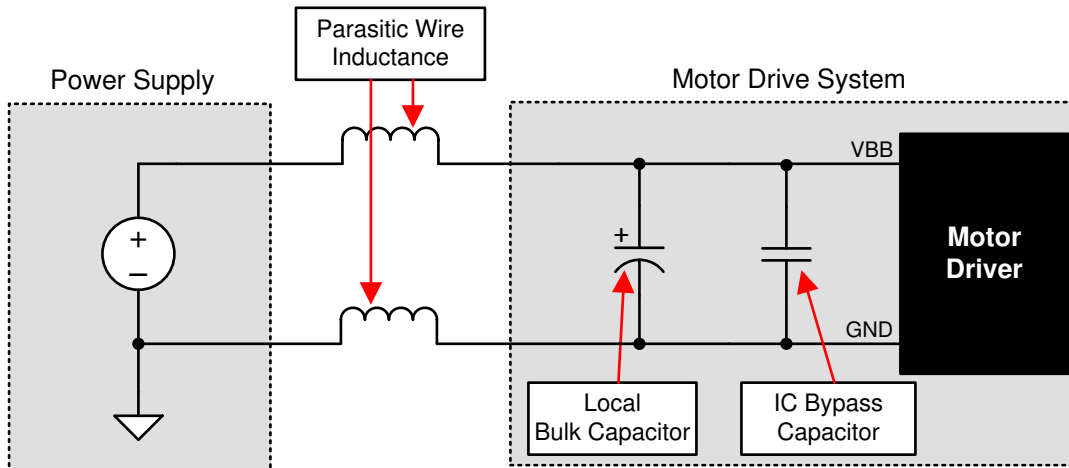 Parasitic Wire
Inductance
Power Supply
Motor Drive System
VBB
+
–
+
Motor
Driver
GND
Local
Bulk Capacitor
IC Bypass
Capacitor